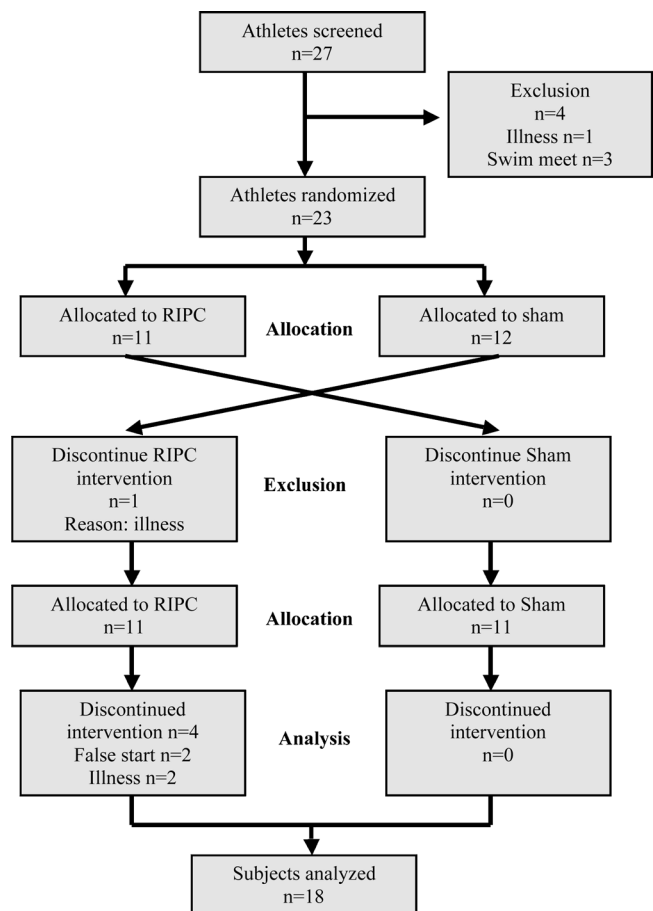 Athletes screened
n=27
Exclusion
n=4
Illness n=1
Swim meet n=3
Athletes randomized
n=23
Allocated to RIPC
n=11
Allocation
Allocated to sham
n=12
Discontinue RIPC
intervention
n=1
Reason: illness
Exclusion
Discontinue Sham
intervention
n=0
Allocated to RIPC
n=11
Allocation
Allocated to Sham
n=11
Discontinued
intervention n=4
False start n=2
Illness n=2
Analysis
Discontinued
intervention
n=0
Subjects analyzed
n=18